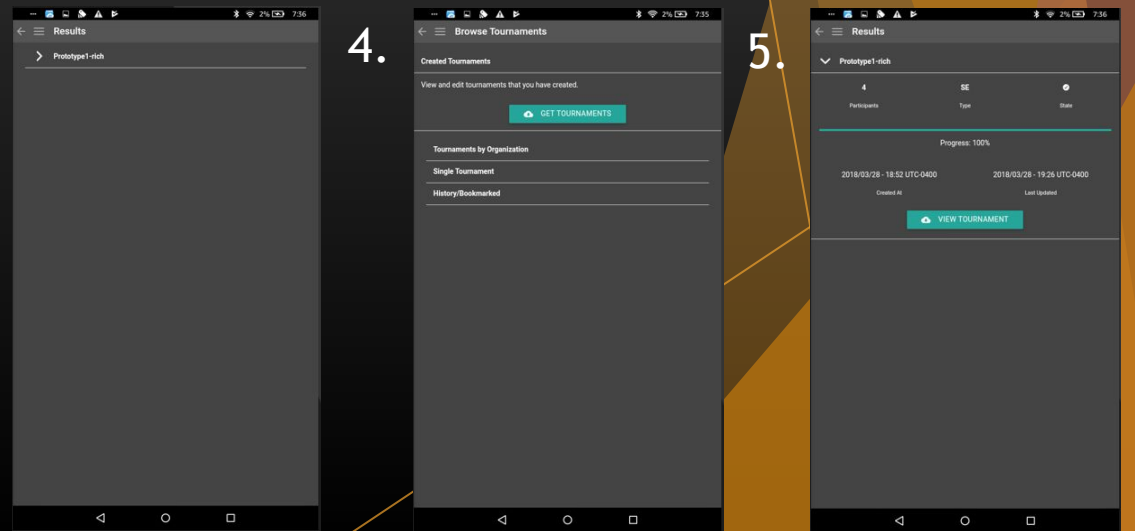 2% 7:36
Results
Prototype1-rich
4.
2% 7:35
Browse Tournaments
Created Tournaments
View and edit tournaments that you have created.
GET TOURNAMENTS
Tournaments by Organization
Single Tournament
History/Bookmarked
5.
2% 7:36
Results
Prototype1-rich
4 SE
Participants Type State
Progress: 100%
2018/03/28 - 18:52 UTC-0400 2018/03/28 - 19:26 UTC-0400
Created At Last Updated
VIEW TOURNAMENT